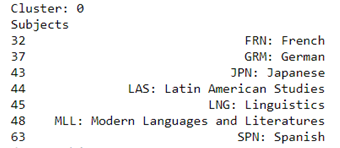 Cluster: 0
Subjects
32 FRN: French
37 GRM: German
43 JPN: Japanese
44 LAS: Latin American Studies
45 LNG: Linguistics
48 MLL: Modern Languages and Literatures
63 SPN: Spanish